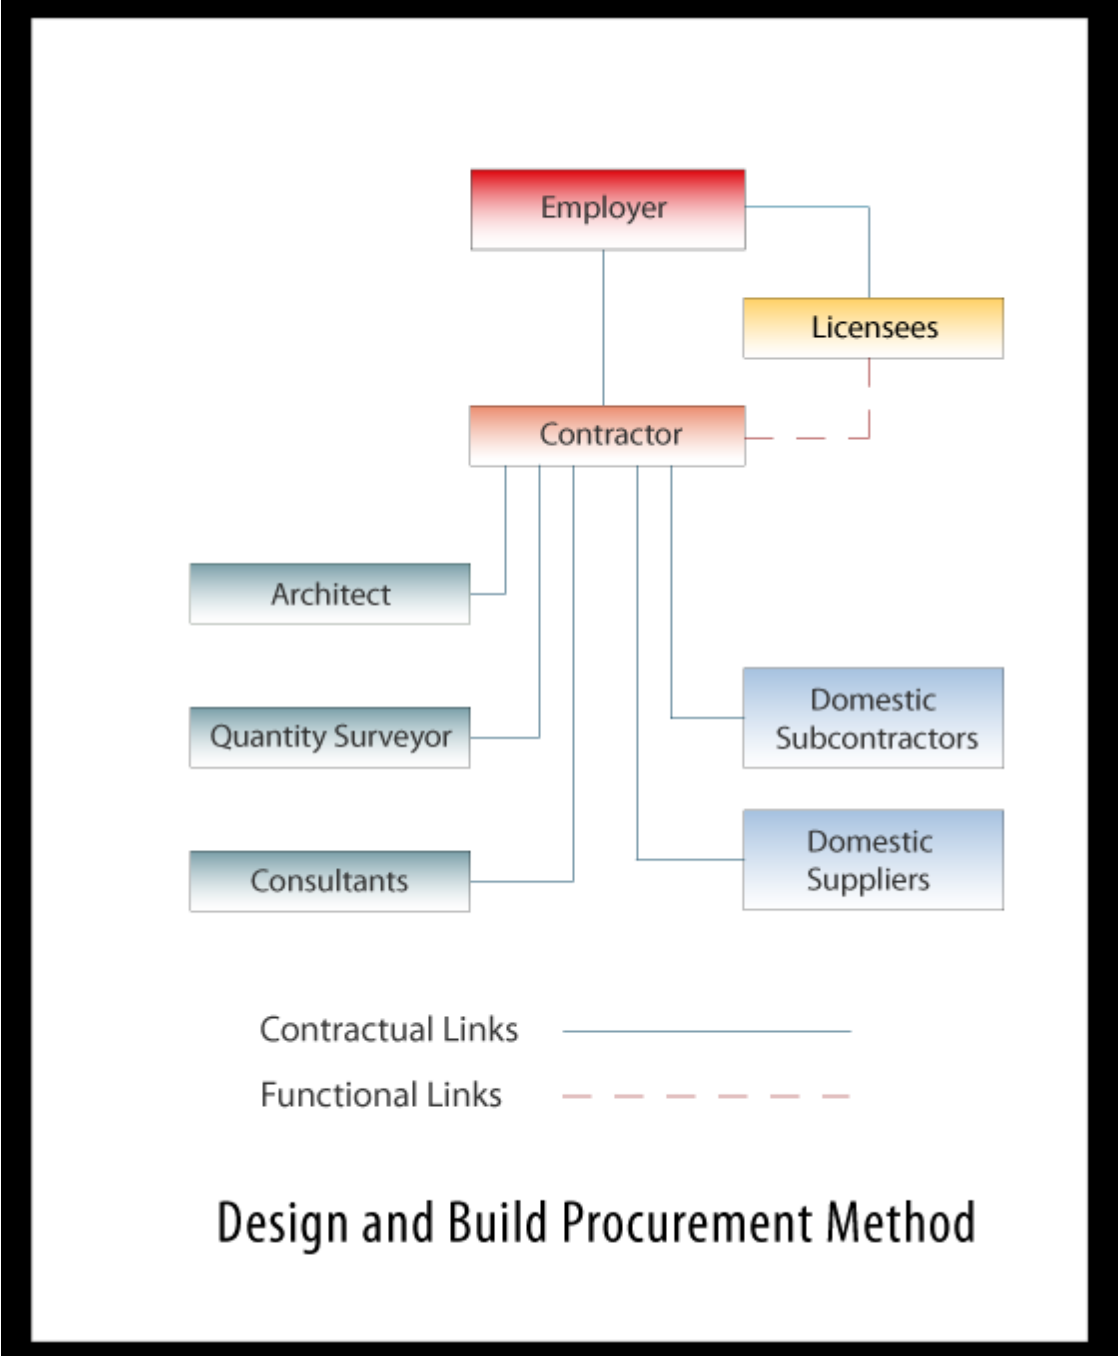 Employer
Licensees
Contractor
Architect
Quantity Surveyor
Domestic
Subcontractors
Domestic
Suppliers
Consultants
Contractual Links
Functional Links
Design and Build Procurement Method